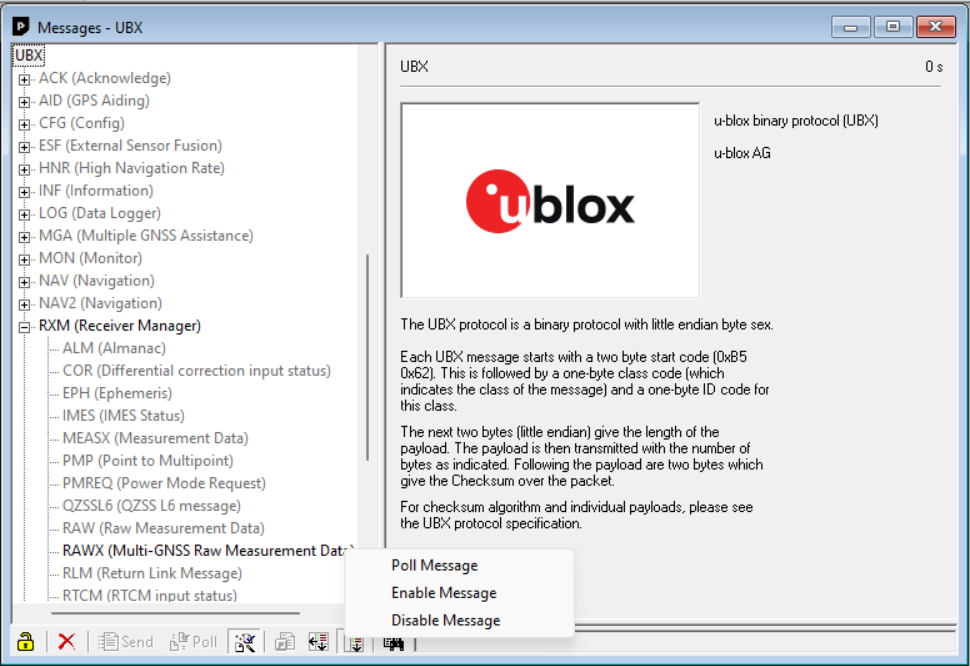 Messages - UBX
UBX
ACK (Acknowledge)
AID (GPS Aiding)
CFG (Config)
ESF (External Sensor Fusion)
HNR (High Navigation Rate)
INF (Information)
LOG (Data Logger)
MGA (Multiple GNSS Assistance)
MON (Monitor)
NAV (Navigation)
NAV2 (Navigation)
RXM (Receiver Manager)
ALM (Almanac)
COR (Differential correction input status)
EPH (Ephemeris)
IMES (IMES Status)
MEASX (Measurement Data)
PMP (Point to Multipoint)
PMREQ (Power Mode Request)
QZSSL6 (QZSS L6 message)
RAW (Raw Measurement Data)
RAWX (Multi-GNSS Raw Measurement Data)
RLM (Return Link Message)
RTCM (RTCM input status)
UBX 0 s
ublox
u-blox binary protocol (UBX)
u-blox AG
The UBX protocol is a binary protocol with little endian byte sex.
Each UBX message starts with a two byte start code (0xB5
0x62). This is followed by a one-byte class code (which
indicates the class of the message) and a one-byte ID code for
this class.
The next two bytes (little endian) give the length of the
payload. The payload is then transmitted with the number of
bytes as indicated. Following the payload are two bytes which
give the Checksum over the packet.
For checksum algorithm and individual payloads, please see
the UBX protocol specification.
Poll Message
Enable Message
Disable Message
Send Poll